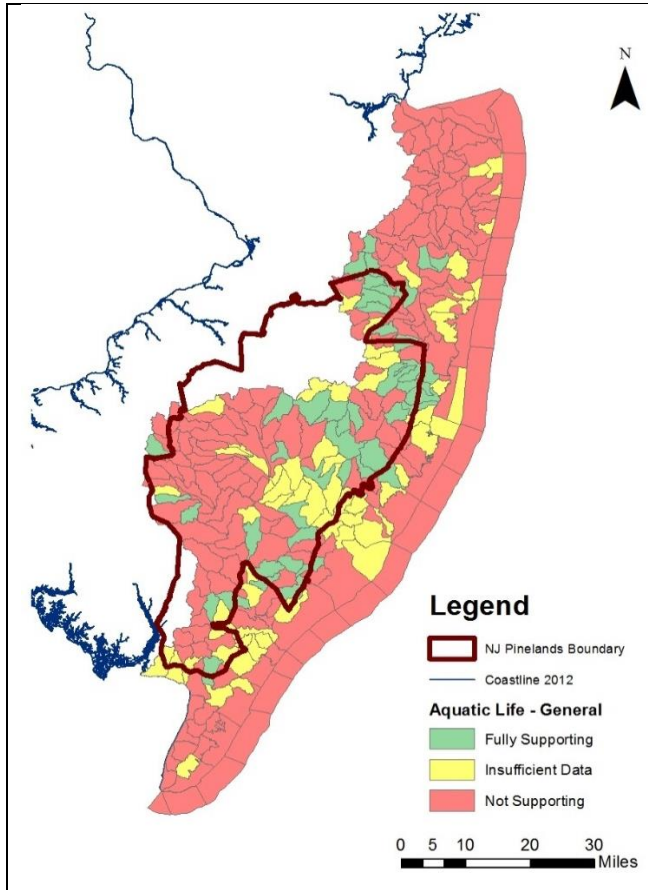 N
Legend
NJ Pinelands Boundary
Coastline 2012
Aquatic Life - General
Fully Supporting
Insufficient Data
Not Supporting
0 5 10 20 30
Miles